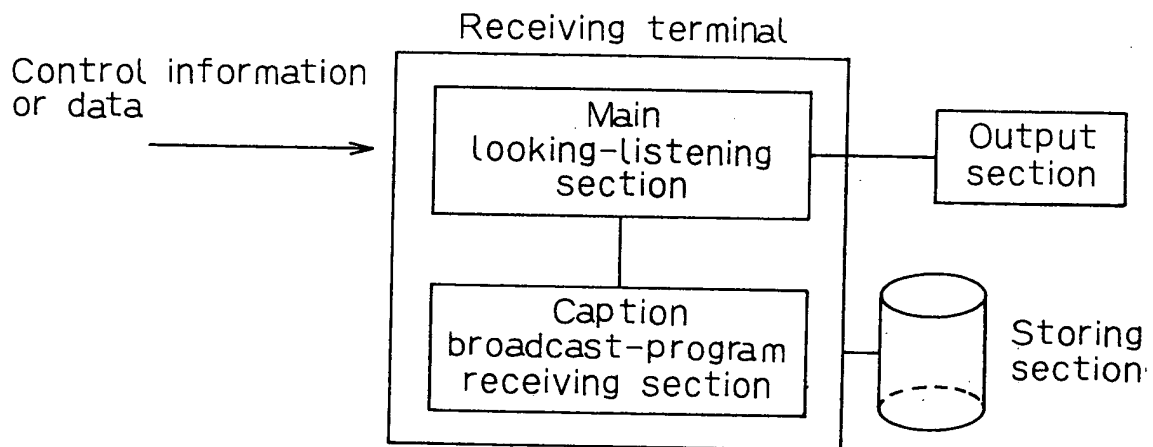 Receiving terminal
Control information
or data
Main
looking-listening
section
Output
section
Caption
broadcast-program
receiving section
Storing
section